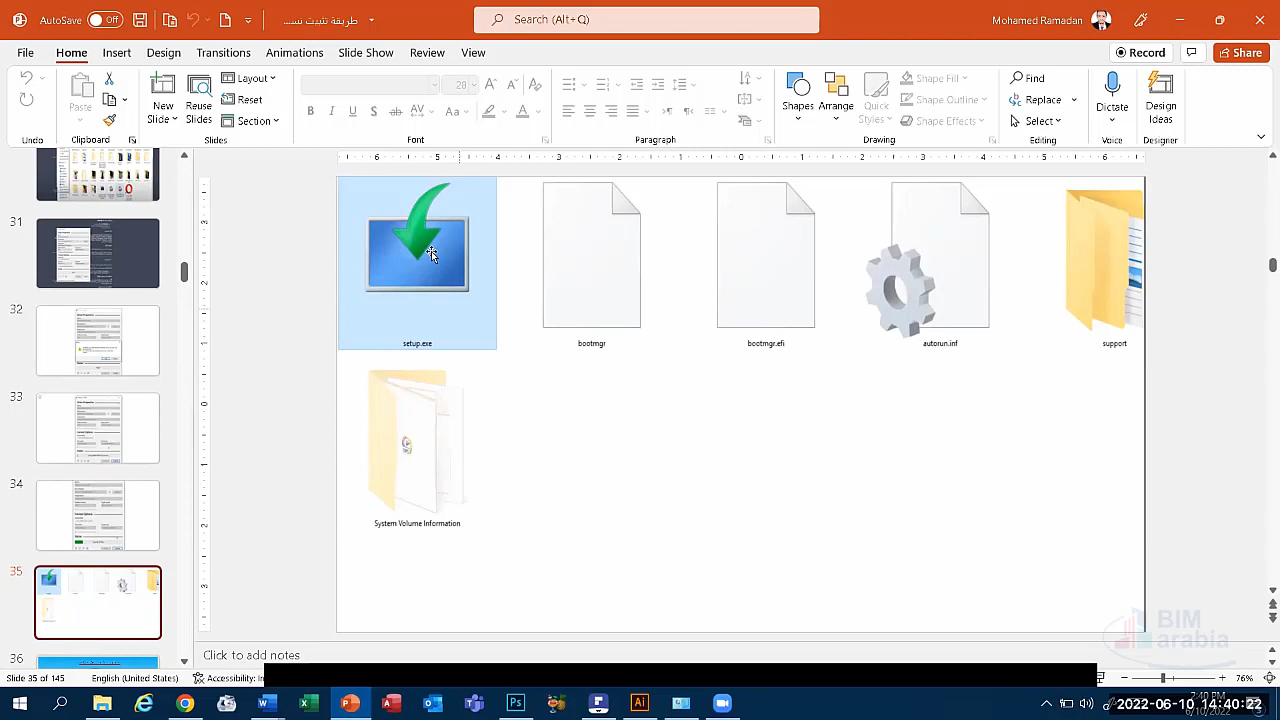 AutoSave Off
طريقة تثبيت .....
Search (Alt+Q)
Mohamed Ramadan
File Home Insert Design Transitions Animations Slide Show Review View
Record
Share
Undo
Paste
Clipboard
New
Slide
Reuse
Slides
Layout
Reset
Section
Slides
28
Font
Paragraph
Shapes
Arrange
Quick
Styles
Shape Fill
Shape Outline
Shape Effects
Drawing
Find
Select
Editing
Dictate
Voice
Design
Ideas
Designer
31
32
34
35
36
setup.exe
bootmgr
bootmgr.efi
autorun.inf
support
System Volume Information
BIM
arabia
Click to add notes
Slide 35 of 145
English (United States)
76%
7:40 PM
2022-06-10 14:40:22